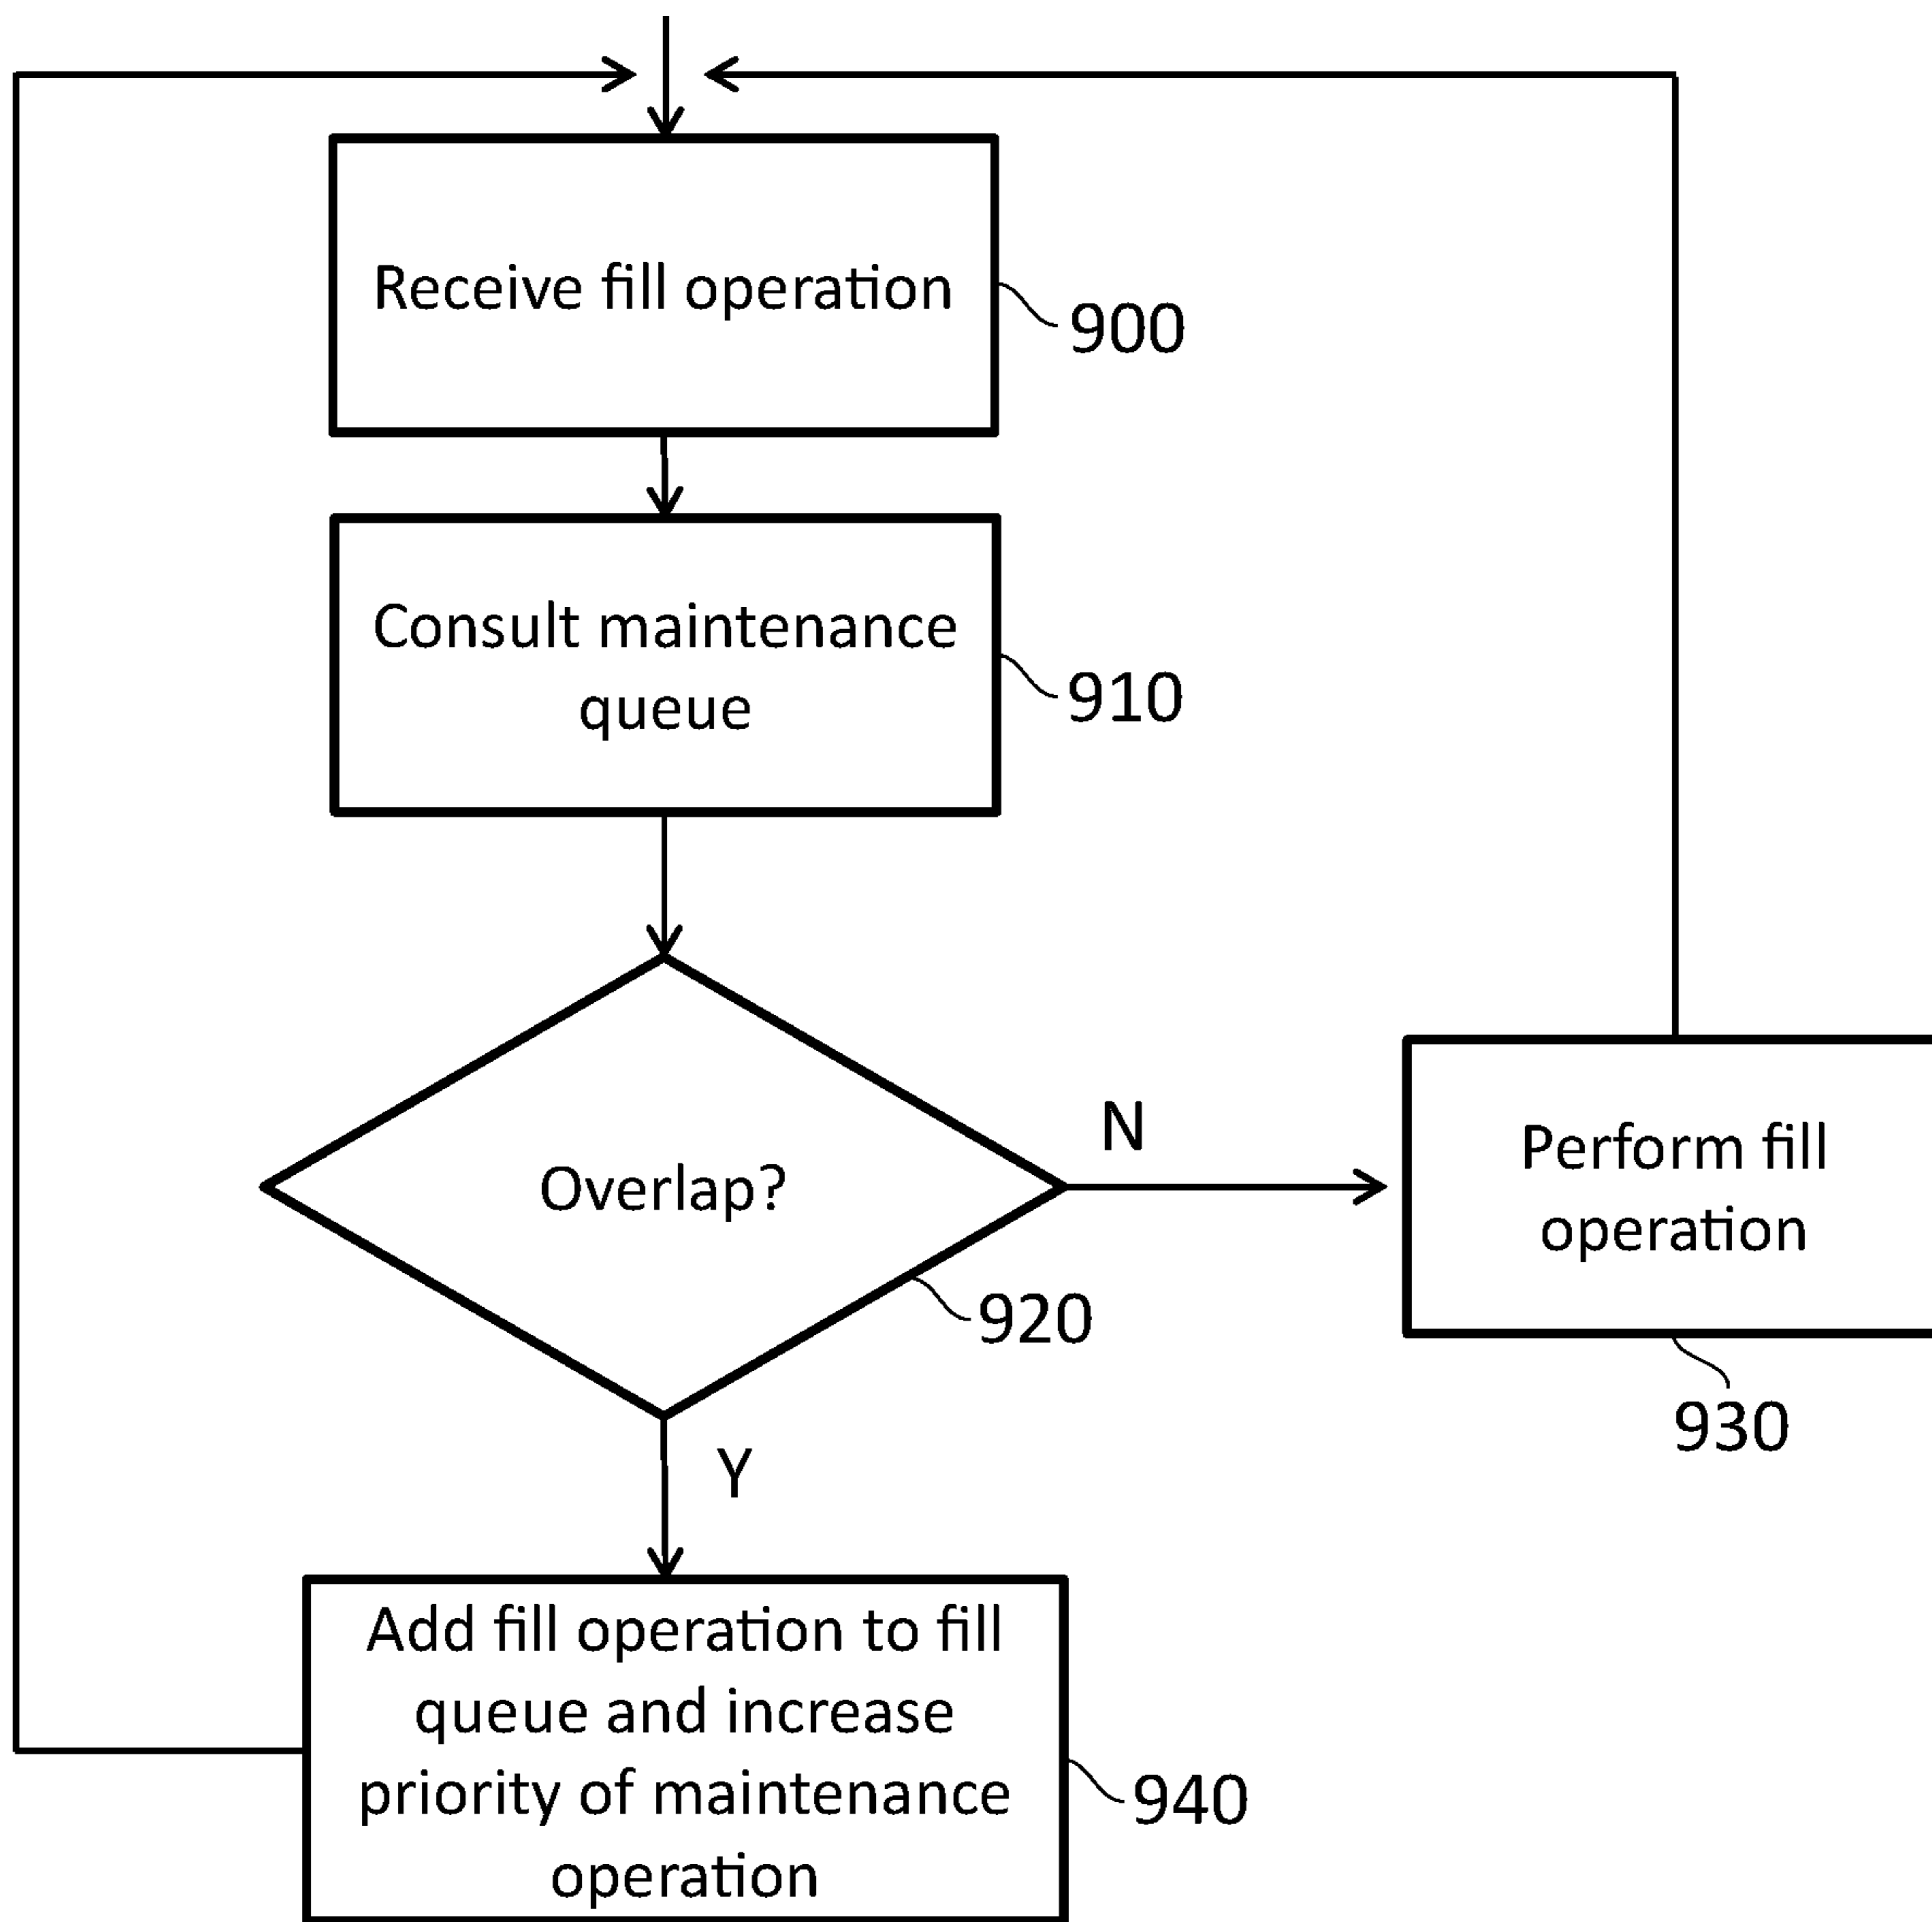 Receive fill operation
900
Consult maintenance
queue
910
Overlap?
N
920
Perform fill
operation
930
Y
Add fill operation to fill
queue and increase
priority of maintenance
operation
940